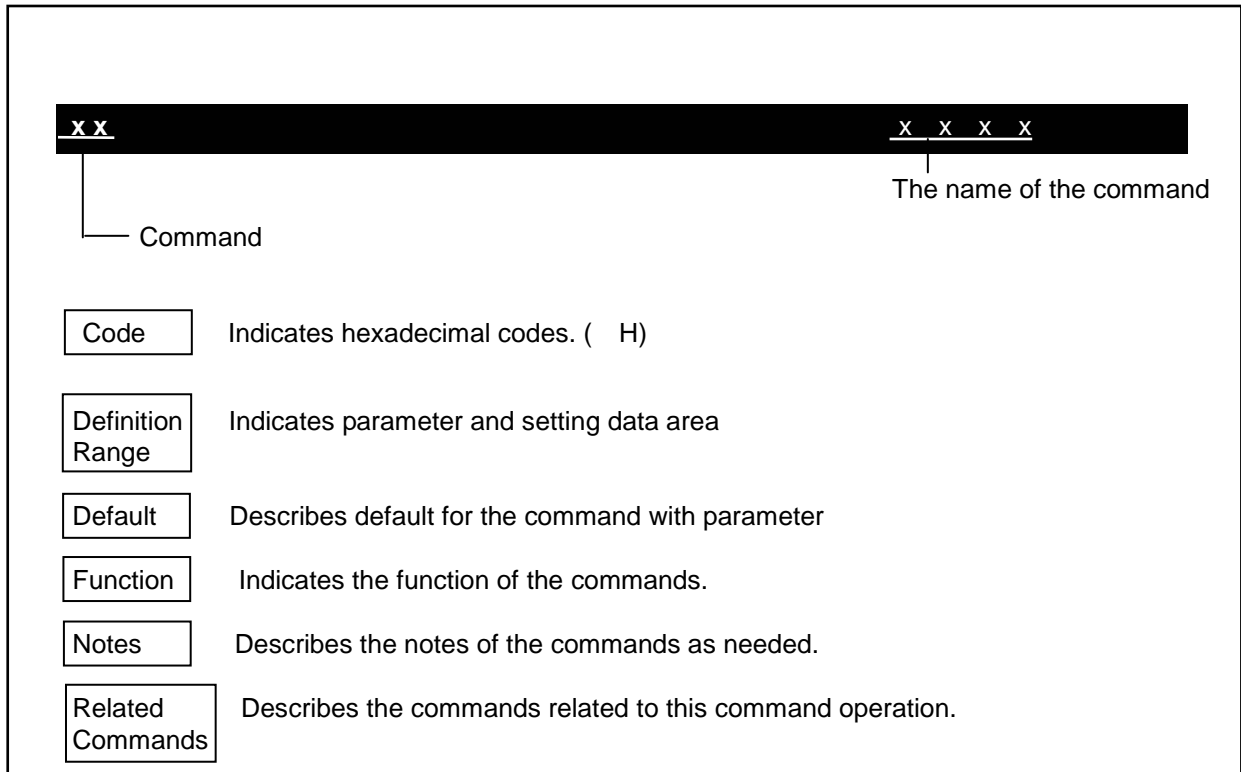 x x x x x x
The name of the command
Command
Code Indicates hexadecimal codes. ( H)
Definition Range Indicates parameter and setting data area
Default Describes default for the command with parameter
Function Indicates the function of the commands.
Notes Describes the notes of the commands as needed.
Related Commands Describes the commands related to this command operation.